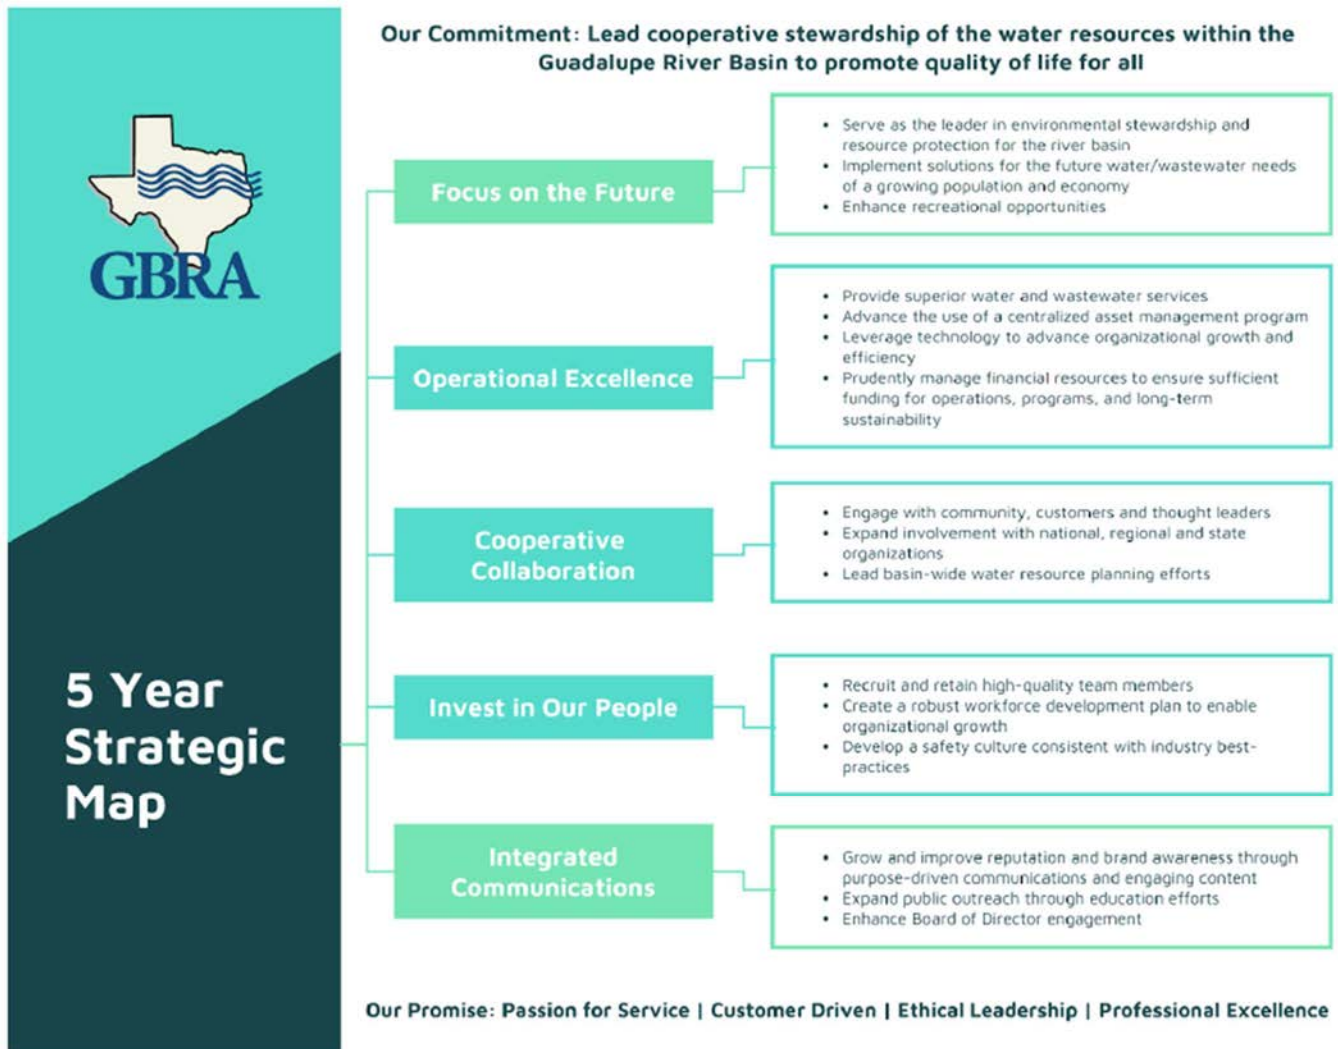 Our Commitment: Lead cooperative stewardship of the water resources within the
Guadalupe River Basin to promote quality of life for all
GBRA
5 Year
Strategic
Map
Focus on the Future
• Serve as the leader in environmental stewardship and
resource protection for the river basin
• Implement solutions for the future water/wastewater needs
of a growing population and economy
• Enhance recreational opportunities
Operational Excellence
• Provide superior water and wastewater services
• Advance the use of a centralized asset management program
• Leverage technology to advance organizational growth and
efficiency
• Prudently manage financial resources to ensure sufficient
funding for operations, programs, and long-term
sustainability
Cooperative
Collaboration
• Engage with community, customers and thought leaders
• Expand involvement with national, regional and state
organizations
• Lead basin-wide water resource planning efforts
Invest in Our People
• Recruit and retain high-quality team members
• Create a robust workforce development plan to enable
organizational growth
• Develop a safety culture consistent with industry best-
practices
Integrated
Communications
• Grow and improve reputation and brand awareness through
purpose-driven communications and engaging content
• Expand public outreach through education efforts
• Enhance Board of Director engagement
Our Promise: Passion for Service | Customer Driven | Ethical Leadership | Professional Excellence